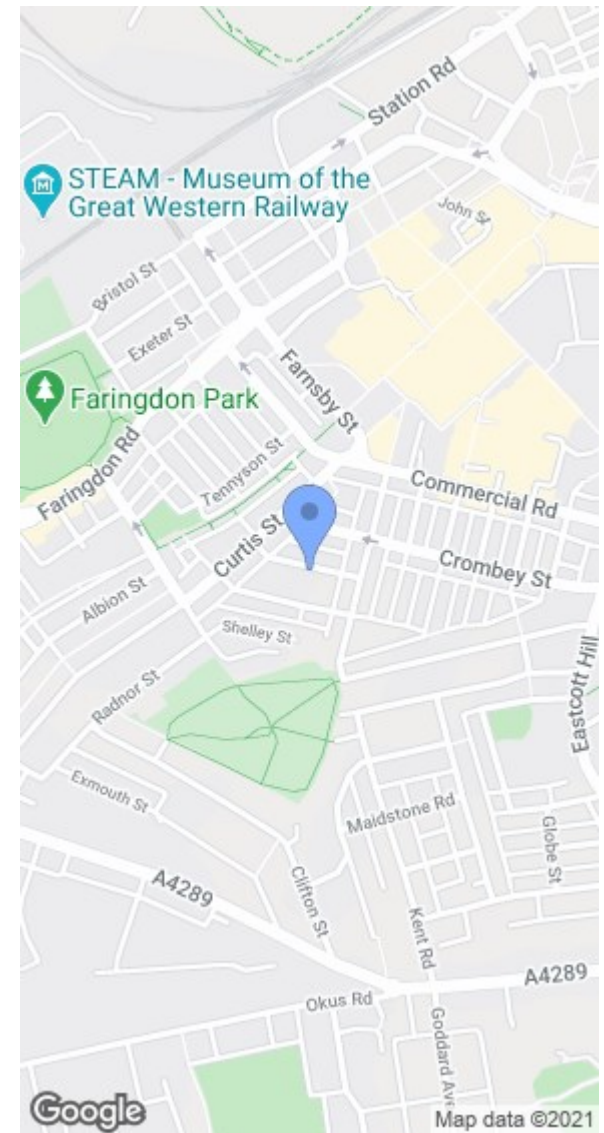 Station Rd
STEAM - Museum of the
Great Western Railway
John St
Bristol St
Exeter St
Farnsby St
Faringdon Park
Faringdon Rd
Tennyson St
Commercial Rd
Curtis St
Crombey St
Albion St
Shelley St
Eastcott Hill
Radnor St
Exmouth St
Maidstone Rd
Globe St
A4289
Clifton St
Kent Rd
A4289
Okus Rd
Goddard Ave
Google
Map data ©2021